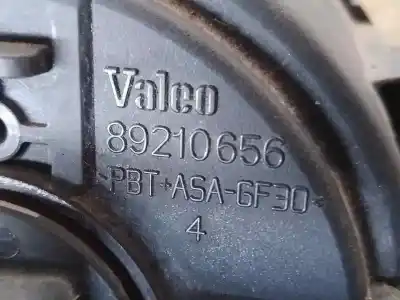 Valeo
89210656
>PBT+ASA-GF30<
4